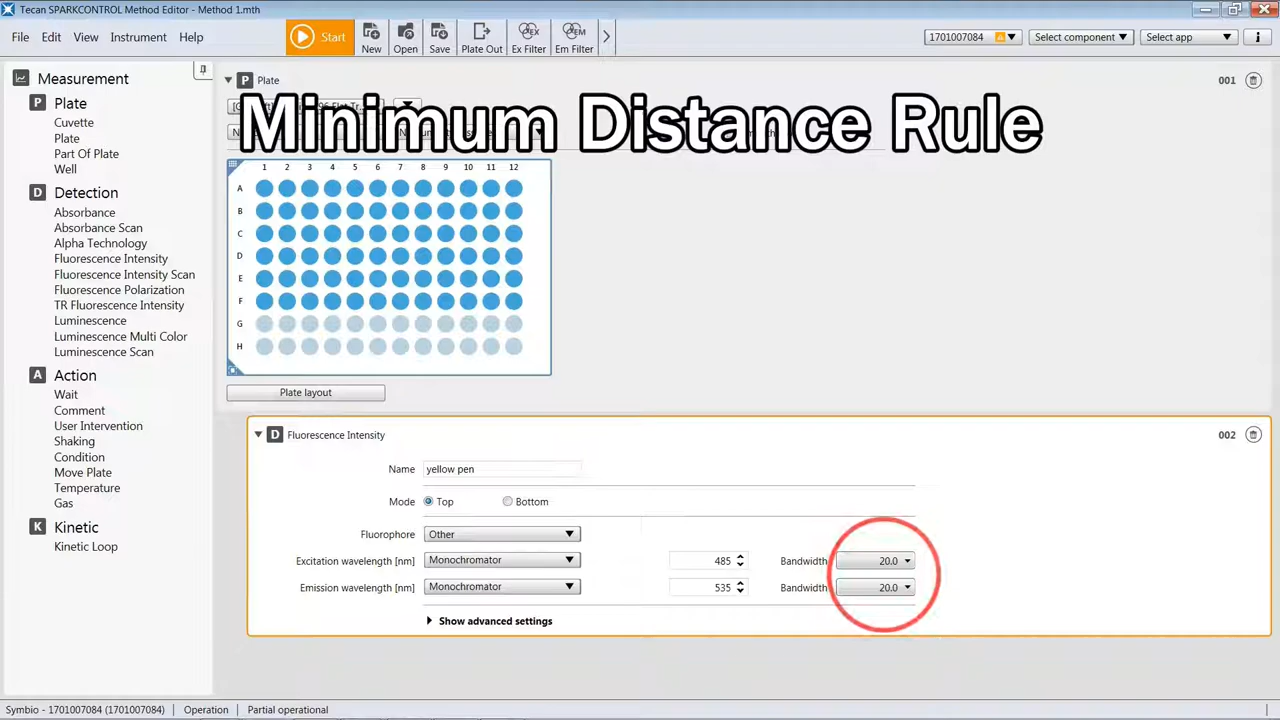 Tecan SPARKCONTROL Method Editor - Method 1.mth
File Edit View Instrument Help
Start
New Open Save Plate Out Ex Filter Em Filter
1701007084 Select component Select app i
Measurement
P Plate
Cuvette
Plate
Part Of Plate
Well
D Detection
Absorbance
Absorbance Scan
Alpha Technology
Fluorescence Intensity
Fluorescence Intensity Scan
Fluorescence Polarization
TR Fluorescence Intensity
Luminescence
Luminescence Multi Color
Luminescence Scan
A Action
Wait
Comment
User Intervention
Shaking
Condition
Move Plate
Temperature
Gas
K Kinetic
Kinetic Loop
P Plate 001
Minimum Distance Rule
1 2 3 4 5 6 7 8 9 10 11 12
A
B
C
D
E
F
G
H
Plate layout
D Fluorescence Intensity 002
Name yellow pen
Mode Top Bottom
Fluorophore Other
Excitation wavelength [nm] Monochromator 485 Bandwidth 20.0
Emission wavelength [nm] Monochromator 535 Bandwidth 20.0
Show advanced settings
Symbio - 1701007084 (1701007084) Operation Partial operational